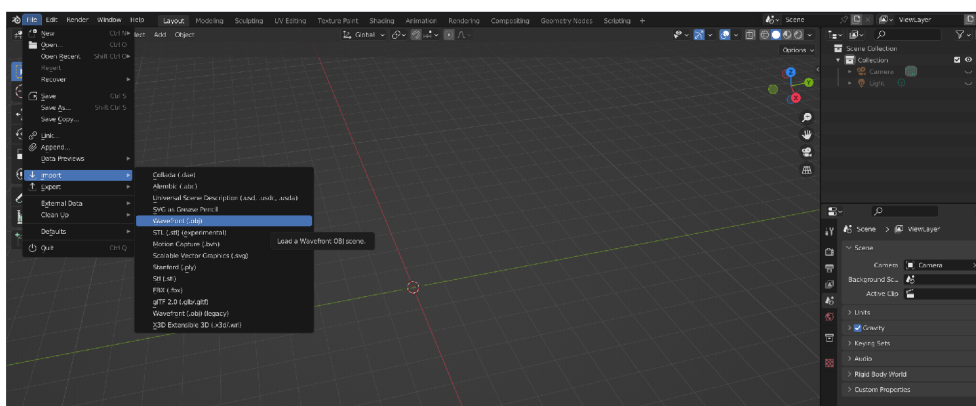 File Edit Render Window Help Layout Modeling Sculpting UV Editing Texture Paint Shading Animation Rendering Compositing Geometry Nodes Scripting + Scene ViewLayer
New Ctrl N
Add Object Global
Open... Ctrl O
Options
Open Recent Shift Ctrl O
Revert
Recover
Save Ctrl S
Save As... Shift Ctrl S
Save Copy...
Link...
Append...
Data Previews
Import
Export
External Data
Clean Up
Defaults
Quit Ctrl Q
Collada (.dae)
Alembic (.abc)
Universal Scene Description (.usd, .usdc, .usda)
SVG as Grease Pencil
Wavefront (.obj)
STL (.stl) (experimental)
Motion Capture (.bvh)
Scalable Vector Graphics (.svg)
Stanford (.ply)
Stl (.stl)
FBX (.fbx)
glTF 2.0 (.glb/.gltf)
Wavefront (.obj) (legacy)
X3D Extensible 3D (.x3d/.wrl)
Load a Wavefront OBJ scene.
Z
Y
Scene Collection
Collection
Camera
Light
Scene > ViewLayer
Scene
Camera Camera
Background Sc..
Active Clip
Units
Gravity
Keying Sets
Audio
Rigid Body World
Custom Properties